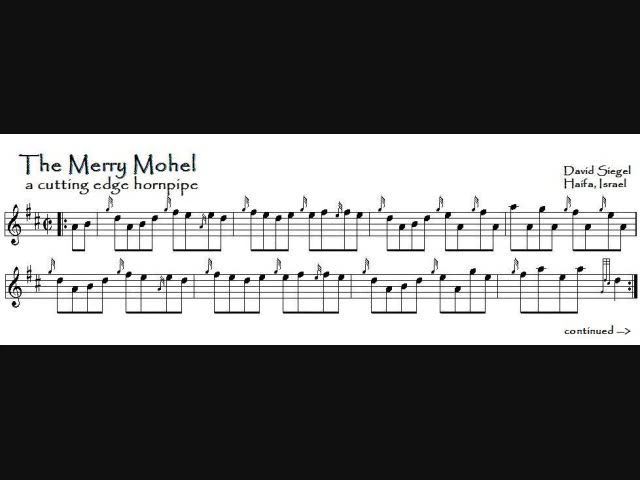 The Merry Mohel
a cutting edge hornpipe
David Siegel
Haifa, Israel
continued -->